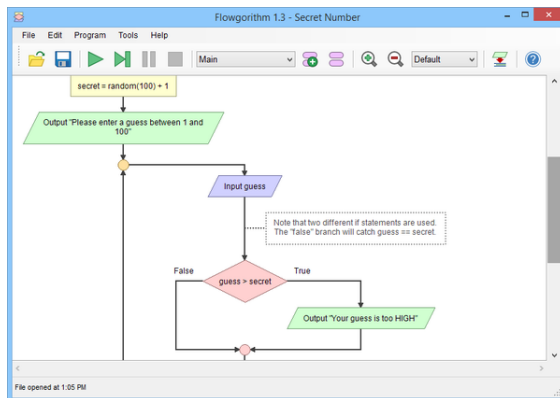 Flowgorithm 1.3 - Secret Number
File Edit Program Tools Help
Main
Default
secret = random(100) + 1
Output "Please enter a guess between 1 and
100"
Input guess
Note that two different if statements are used.
The "false" branch will catch guess == secret.
False
True
guess > secret
Output "Your guess is too HIGH"
File opened at 1:05 PM